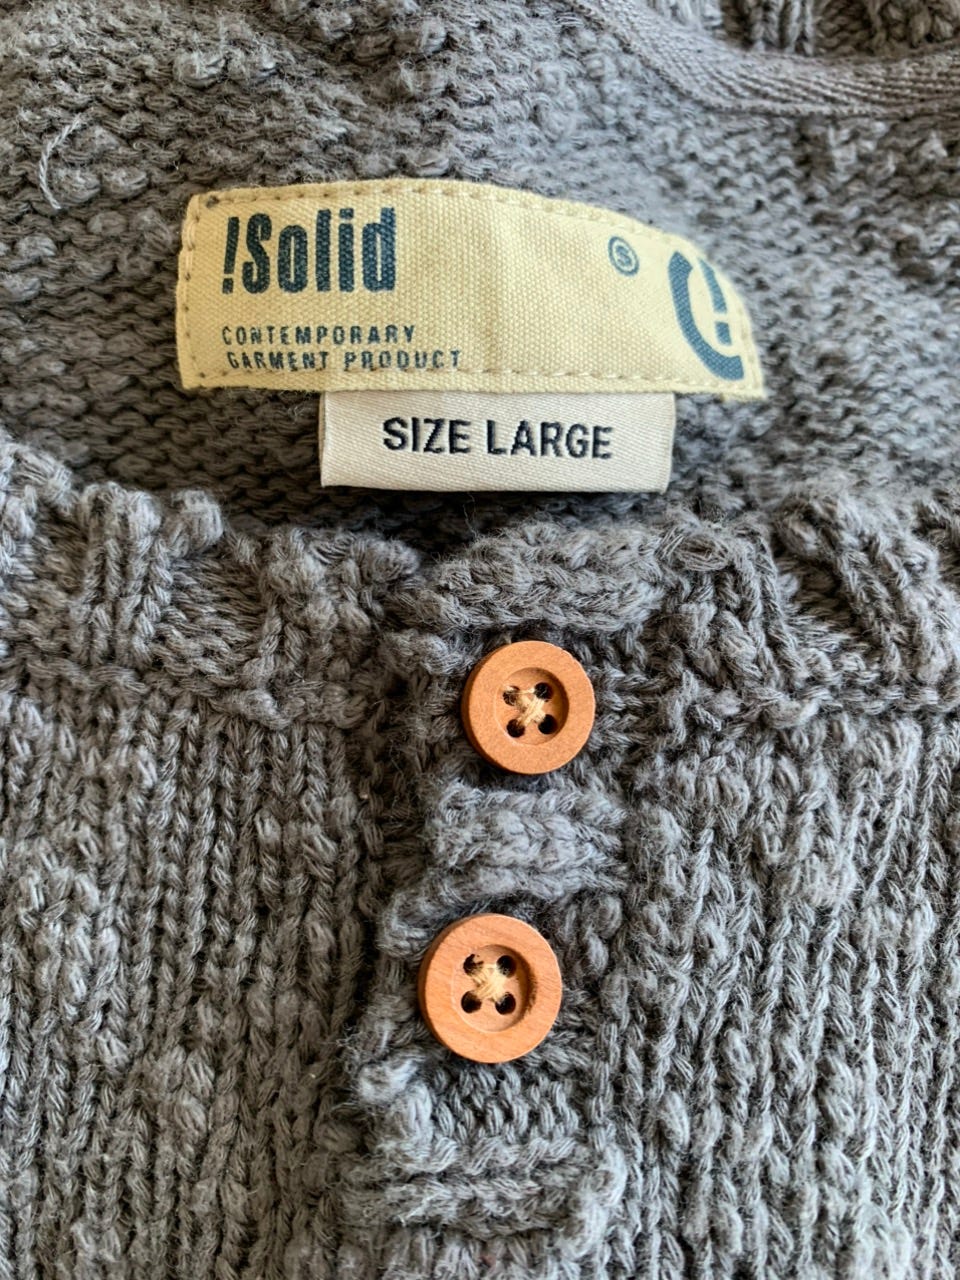 !Solid
S
CONTEMPORARY
GARMENT PRODUCT
SIZE LARGE